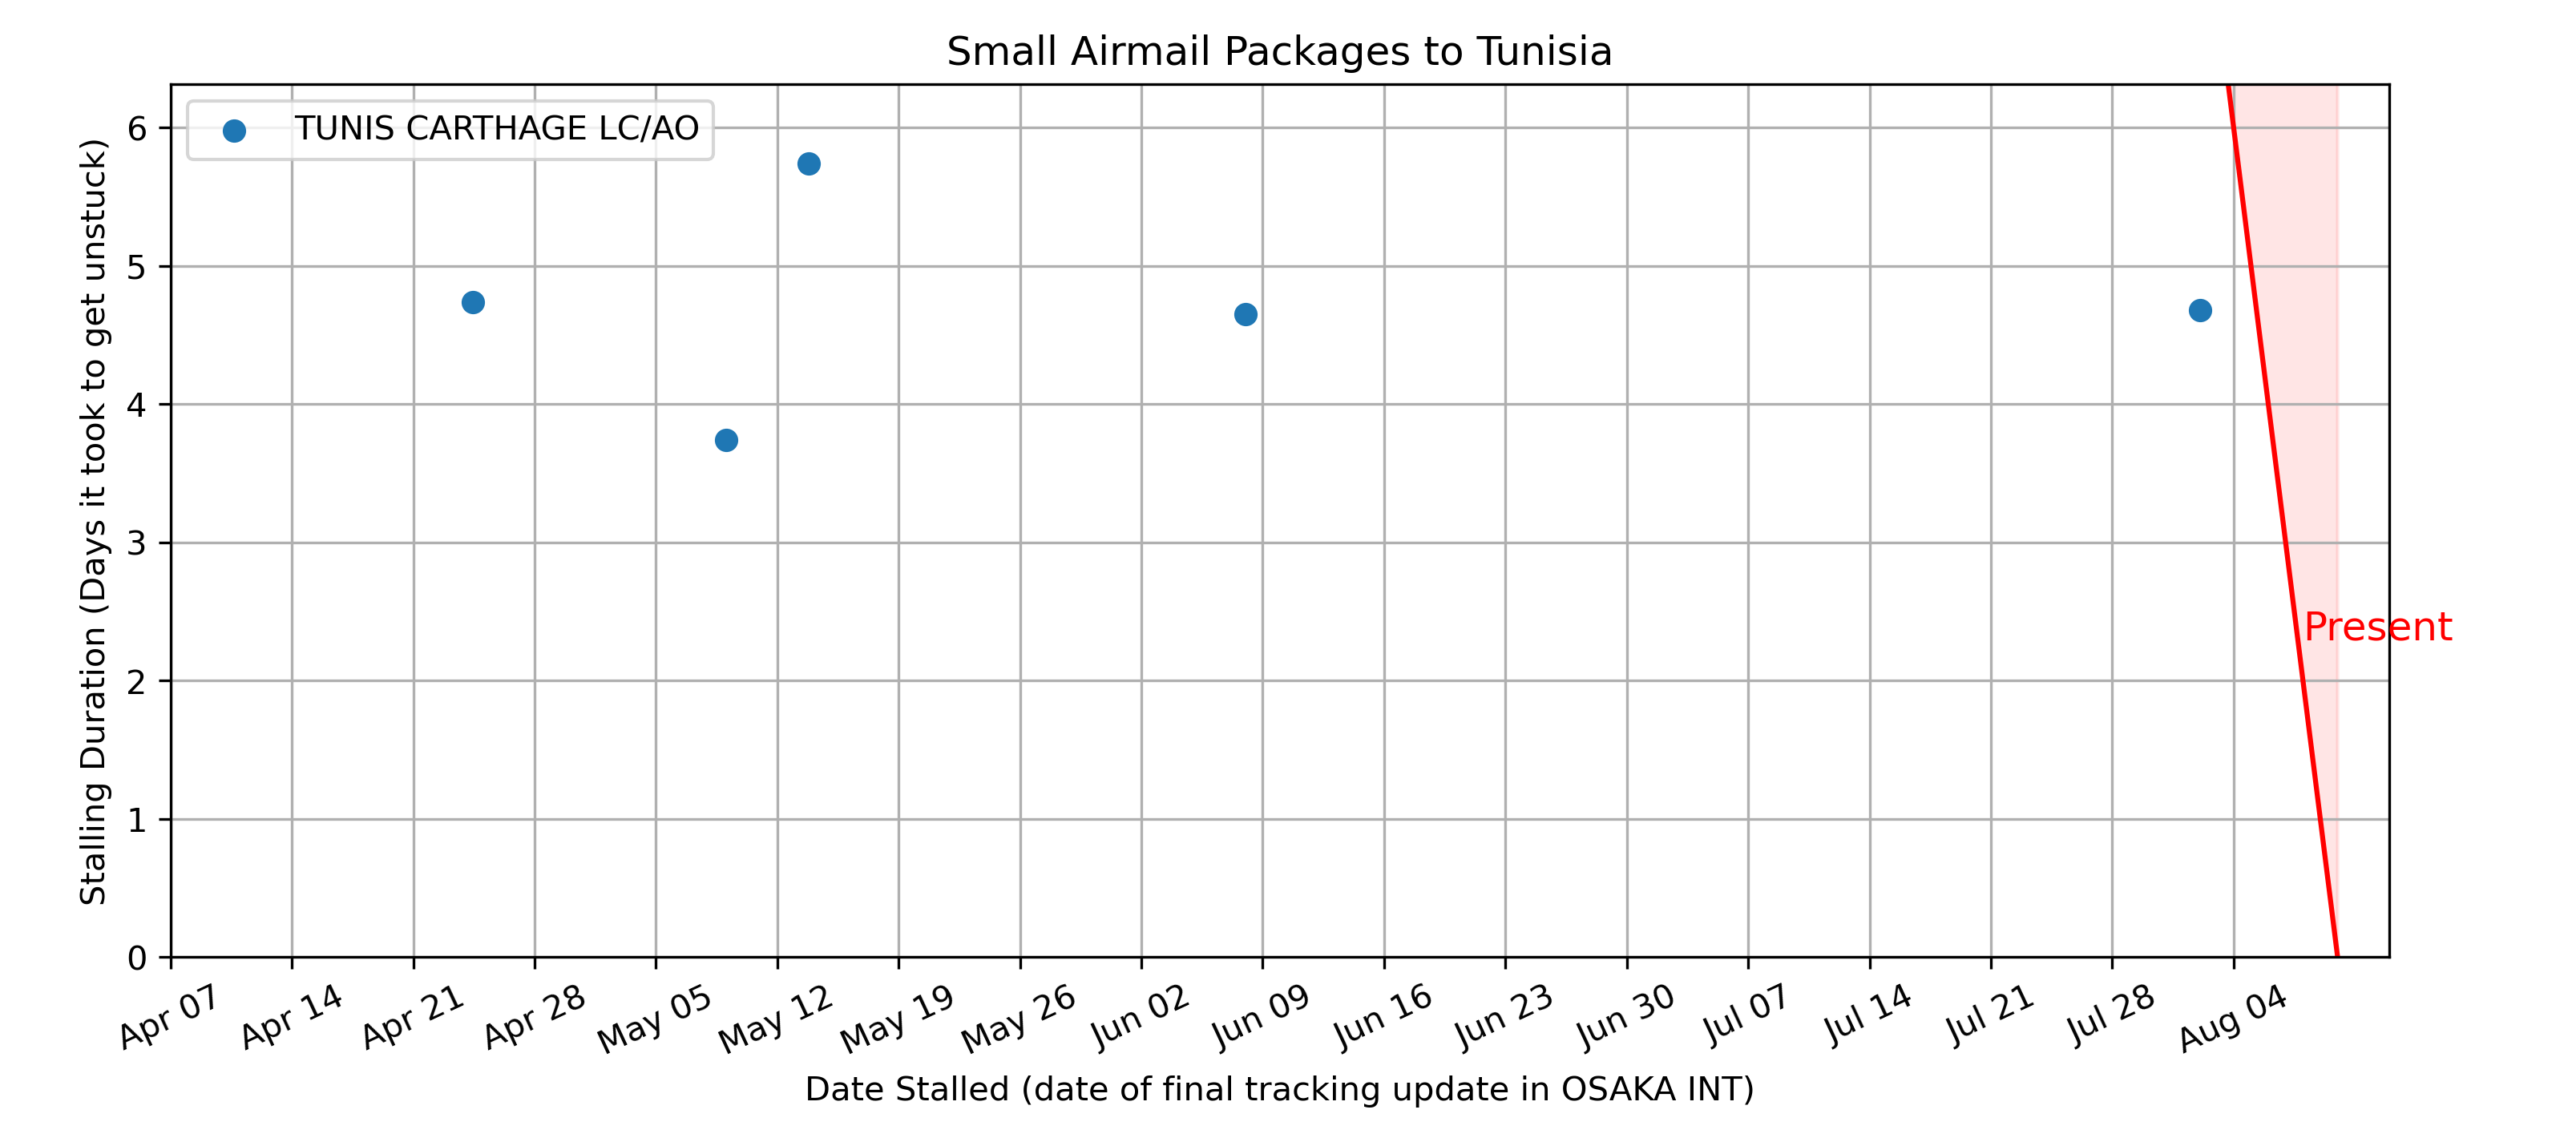 Small Airmail Packages to Tunisia
TUNIS CARTHAGE LC/AO
Stalling Duration (Days it took to get unstuck)
6
5
4
3
2
1
0
Present
Apr 07
Apr 14
Apr 21
Apr 28
May 05
May 12
May 19
May 26
Jun 02
Jun 09
Jun 16
Jun 23
Jun 30
Jul 07
Jul 14
Jul 21
Jul 28
Aug 04
Date Stalled (date of final tracking update in OSAKA INT)